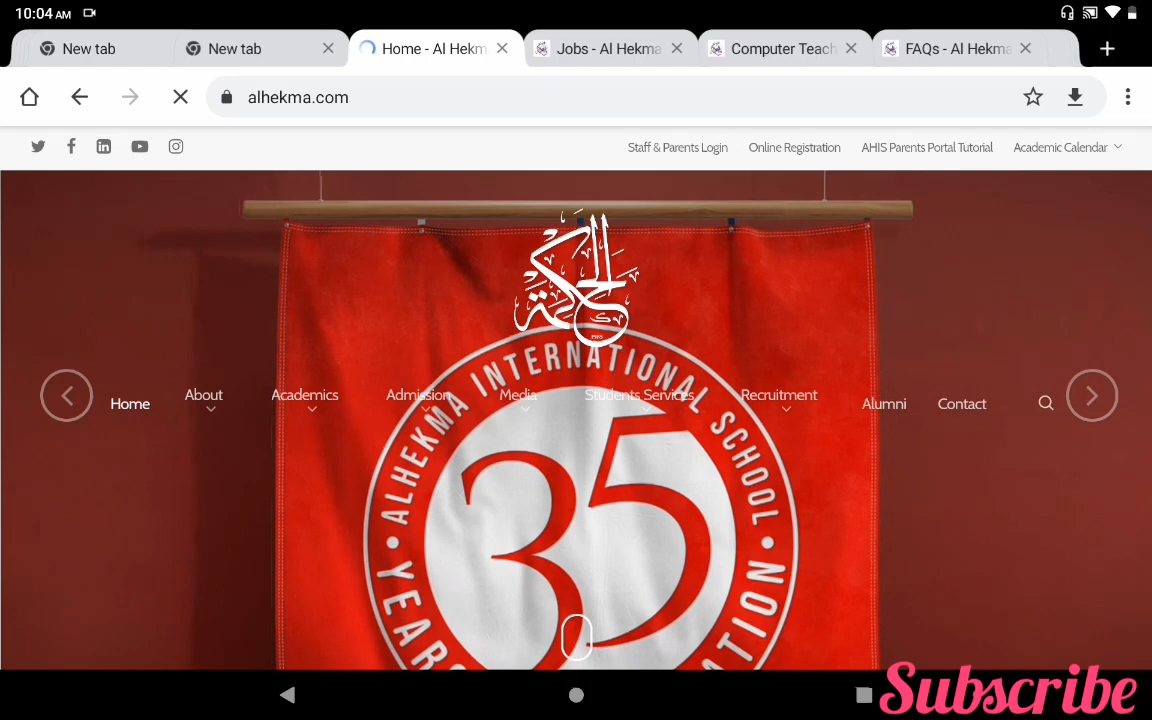 10:04 AM
New tab
New tab
Home - Al Hekm
Jobs - Al Hekma
Computer Teach
FAQs - Al Hekma
alhekma.com
Staff & Parents Login
Online Registration
AHIS Parents Portal Tutorial
Academic Calendar
الحكمة
ALHEKMA INTERNATIONAL SCHOOL
Home
About
Academics
Admission
Media
Students Services
Recruitment
Alumni
Contact
35
YEARS
Subscribe